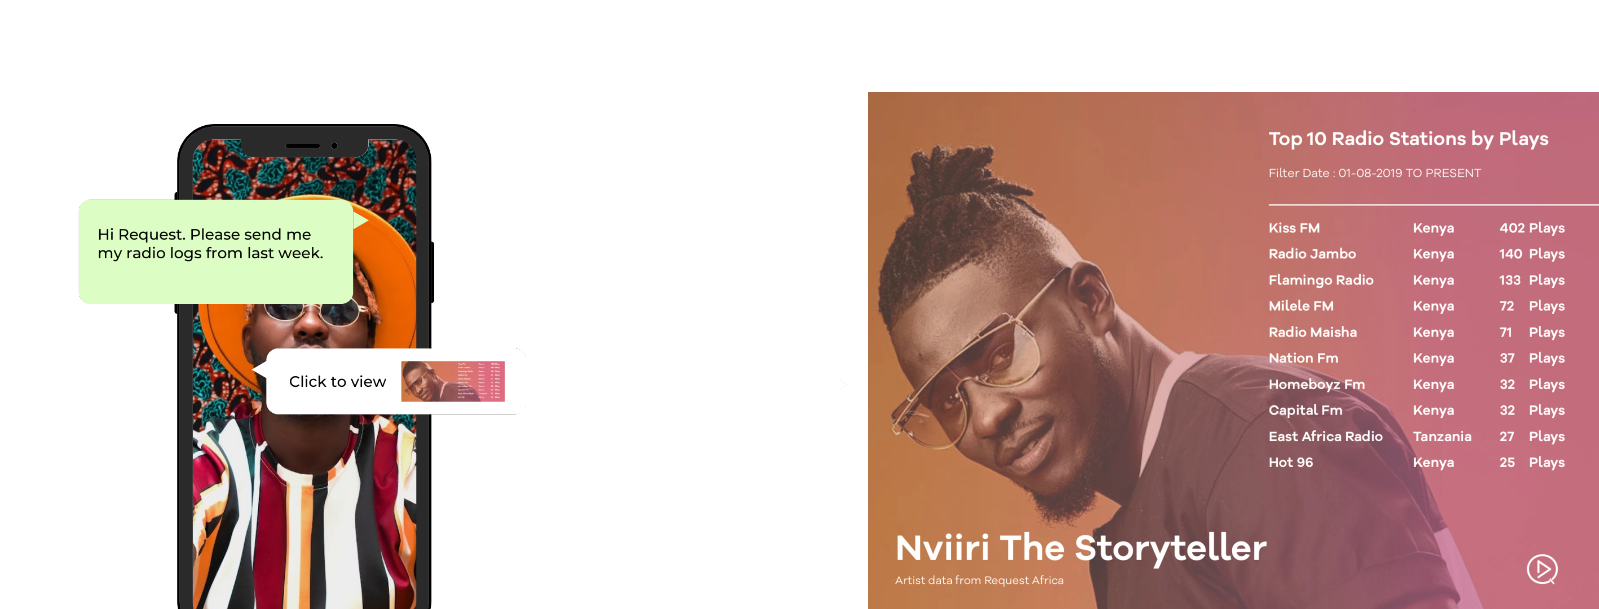 Hi Request. Please send me
my radio logs from last week.
Click to view
Top 10 Radio Stations by Plays
Filter Date : 01-08-2019 TO PRESENT
Kiss FM Kenya 402 Plays
Radio Jambo Kenya 140 Plays
Flamingo Radio Kenya 133 Plays
Milele FM Kenya 72 Plays
Radio Maisha Kenya 71 Plays
Nation Fm Kenya 37 Plays
Homeboyz Fm Kenya 32 Plays
Capital Fm Kenya 32 Plays
East Africa Radio Tanzania 27 Plays
Hot 96 Kenya 25 Plays
Nviiri The Storyteller
Artist data from Request Africa